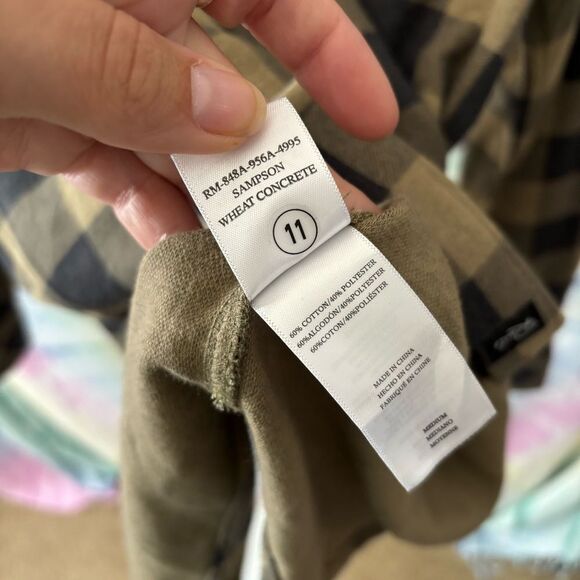 RM-848A-956A-4995
SAMPSON
WHEAT CONCRETE
11
60% COTTON/40% POLYESTER
60%ALGODÓN/40%POLYESTER
60%COTON/40%POLIÉSTER
MADE IN CHINA
HECHO EN CHINA
FABRIQUÉ EN CHINE
MEDIUM
MEDIANO
MOYENNE